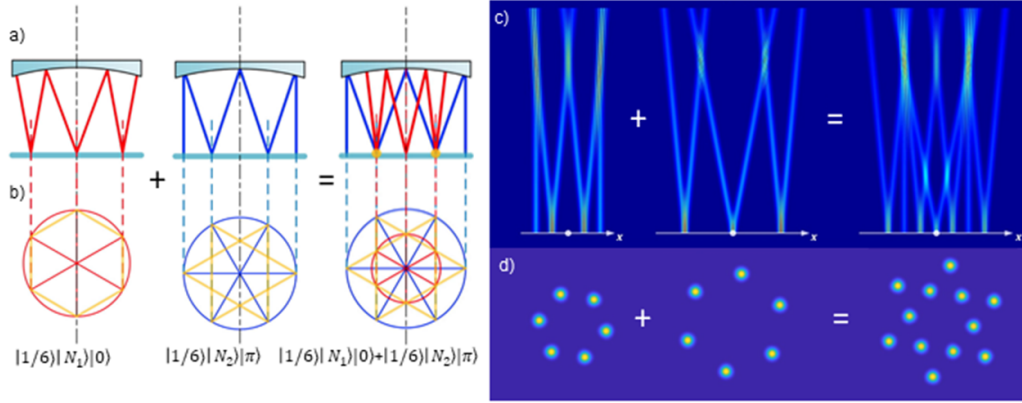 a)
+
=
b)
|1/6⟩|N₁⟩|0⟩
|1/6⟩|N₂⟩|π⟩
|1/6⟩|N₁⟩|0⟩+|1/6⟩|N₂⟩|π⟩
c)
+
=
x
x
x
d)
+
=